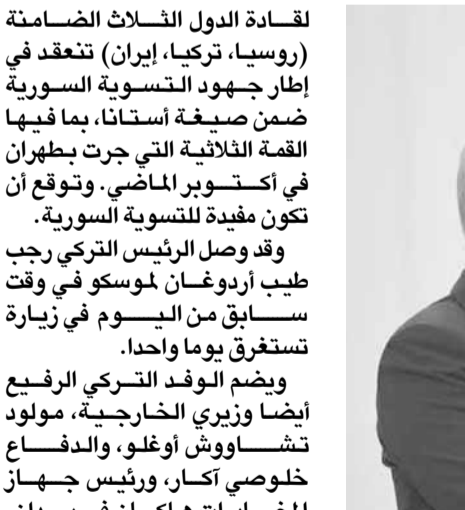 لقادة الدول الثلاث الضامنة
(روسيا، تركيا، إيران) تنعقد في
إطار جهود التسوية السورية
ضمن صيغة أستانا، بما فيها
القمة الثلاثية التي جرت بطهران
في أكتوبر الماضي. وتوقع أن
تكون مفيدة للتسوية السورية.
وقد وصل الرئيس التركي رجب
طيب أردوغان لموسكو في وقت
سابق من اليوم في زيارة
تستغرق يوما واحدا.
ويضم الوفد التركي الرفيع
أيضا وزيري الخارجية، مولود
تشاووش أوغلو، والدفاع
خلوصي آكار، ورئيس جهاز